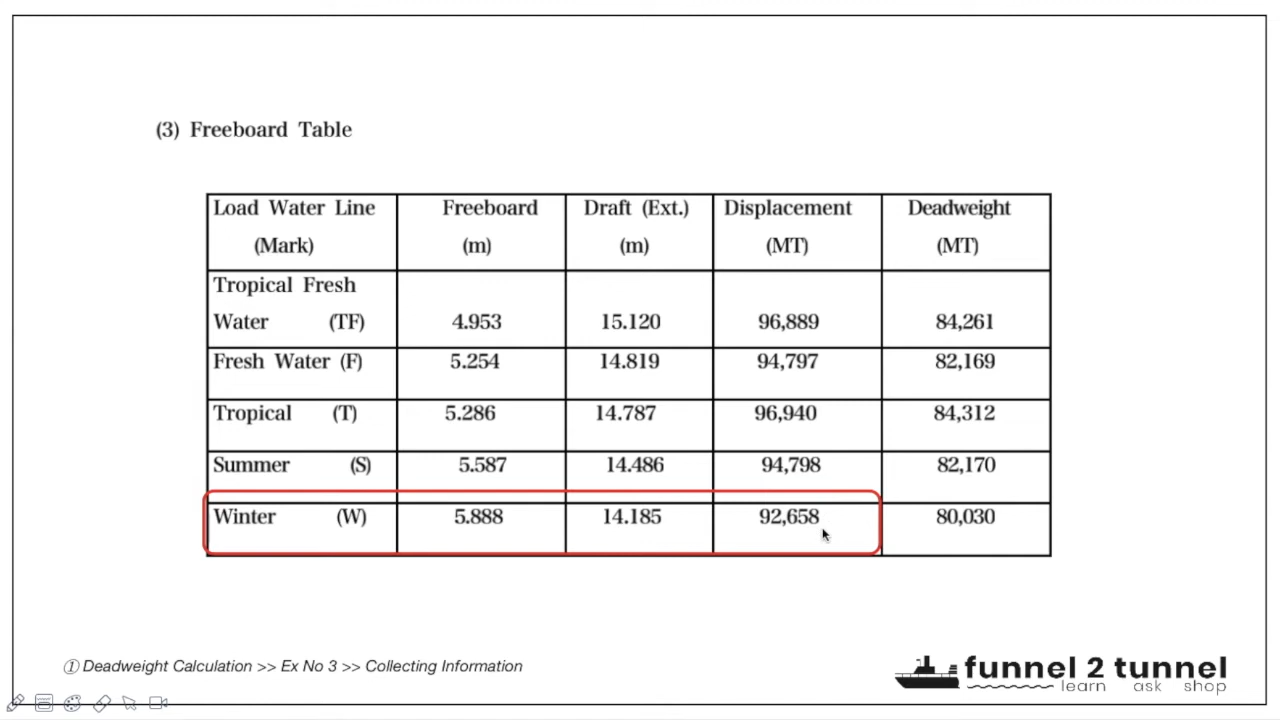 (3) Freeboard Table
Load Water Line (Mark) Freeboard (m) Draft (Ext.) (m) Displacement (MT) Deadweight (MT)
Tropical Fresh Water (TF) 4.953 15.120 96,889 84,261
Fresh Water (F) 5.254 14.819 94,797 82,169
Tropical (T) 5.286 14.787 96,940 84,312
Summer (S) 5.587 14.486 94,798 82,170
Winter (W) 5.888 14.185 92,658 80,030
① Deadweight Calculation >> Ex No 3 >> Collecting Information
funnel 2 tunnel
learn ask shop